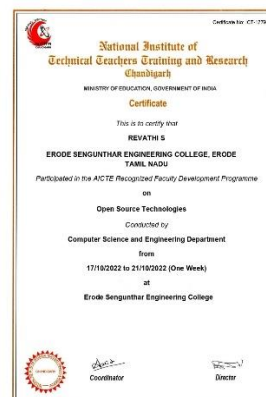 National Institute of
Technical Teachers Training and Research
Chandigarh
MINISTRY OF EDUCATION, GOVERNMENT OF INDIA
Certificate
This is to certify that
REVATHI S
ERODE SENGUNTHAR ENGINEERING COLLEGE, ERODE
TAMIL NADU
Participated in the AICTE Recognized Faculty Development Programme
on
Open Source Technologies
Conducted by
Computer Science and Engineering Department
from
17/10/2022 to 21/10/2022 (One Week)
at
Erode Sengunthar Engineering College
Coordinator
Director